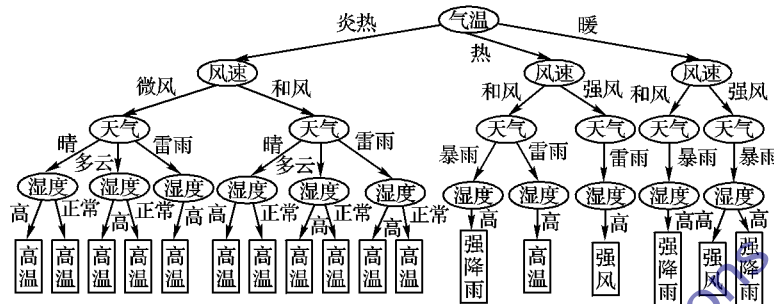 气温
炎热 热 暖
风速 风速 风速
微风 和风 和风 强风 和风 强风
天气 天气 天气 天气 天气 天气
晴 多云 雷雨 晴 多云 雷雨 暴雨 雷雨 雷雨 暴雨 暴雨
湿度 湿度 湿度 湿度 湿度 湿度 湿度 湿度 湿度 湿度 湿度
高 正常 高 正常 高 高 正常 高 正常 高 正常 高 高 高 高 高 高
高温 高温 高温 高温 高温 高温 高温 高温 高温 高温 高温 强降雨 高温 强风 强降雨 强风 强降雨
ons